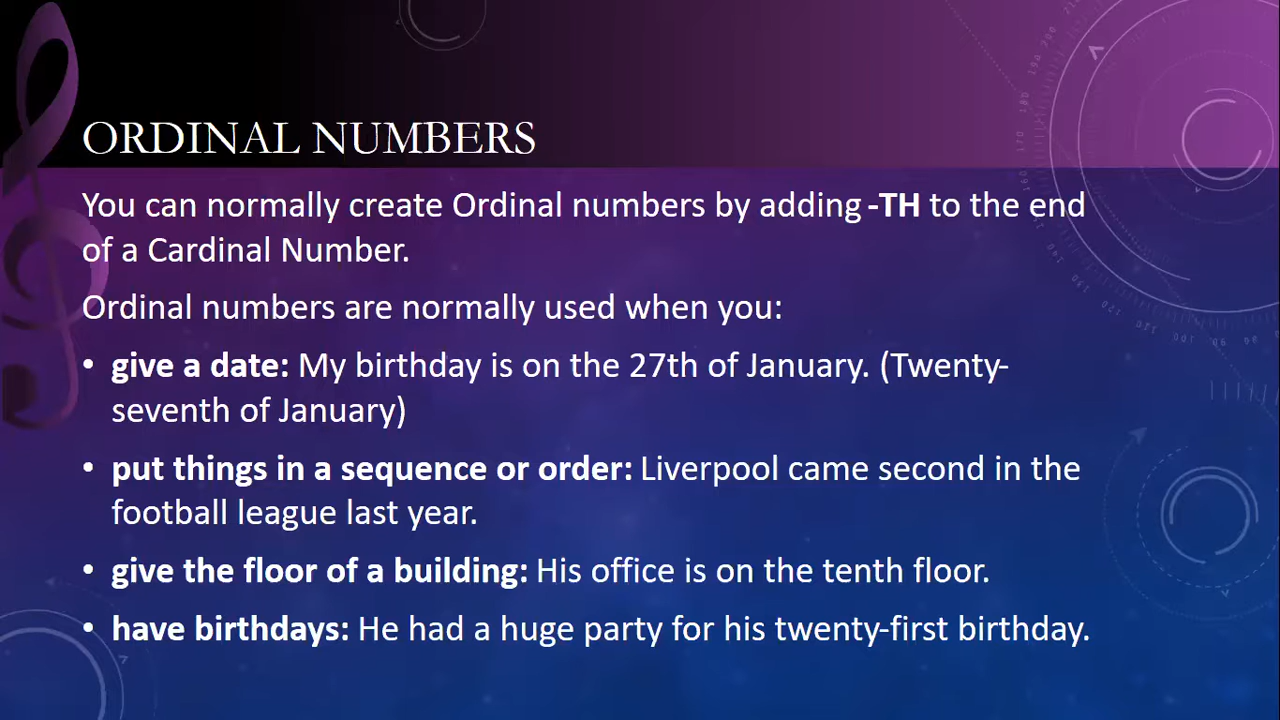 ORDINAL NUMBERS
You can normally create Ordinal numbers by adding -TH to the end
of a Cardinal Number.
Ordinal numbers are normally used when you:
• give a date: My birthday is on the 27th of January. (Twenty-
seventh of January)
• put things in a sequence or order: Liverpool came second in the
football league last year.
• give the floor of a building: His office is on the tenth floor.
• have birthdays: He had a huge party for his twenty-first birthday.